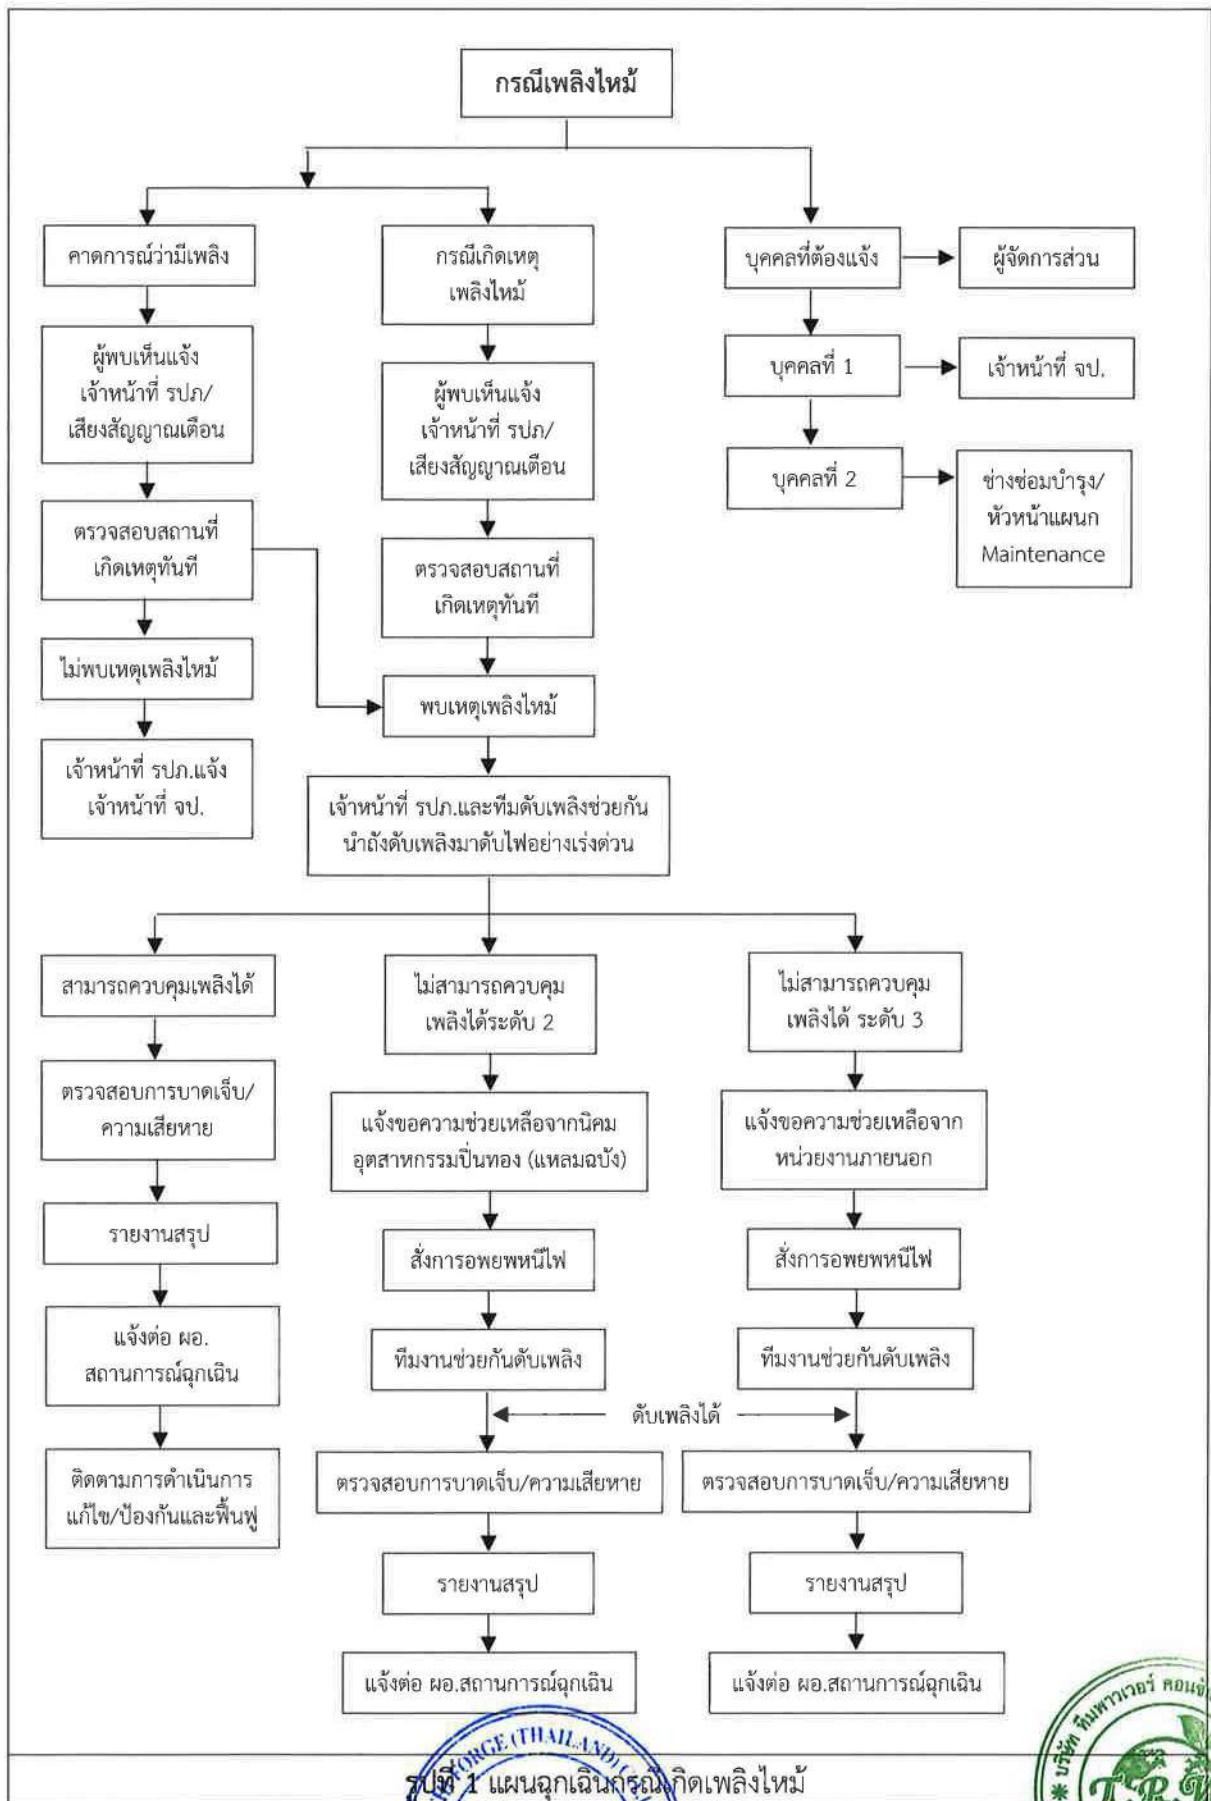 กรณีเพลิงไหม้
คาดการณ์ว่ามีเพลิง
ผู้พบเห็นแจ้ง
เจ้าหน้าที่ รปภ/
เสียงสัญญาณเตือน
ตรวจสอบสถานที่
เกิดเหตุทันที
ไม่พบเหตุเพลิงไหม้
เจ้าหน้าที่ รปภ.แจ้ง
เจ้าหน้าที่ จป.
กรณีเกิดเหตุ
เพลิงไหม้
ผู้พบเห็นแจ้ง
เจ้าหน้าที่ รปภ/
เสียงสัญญาณเตือน
ตรวจสอบสถานที่
เกิดเหตุทันที
พบเหตุเพลิงไหม้
เจ้าหน้าที่ รปภ.และทีมดับเพลิงช่วยกัน
นำถังดับเพลิงมาดับไฟอย่างเร่งด่วน
บุคคลที่ต้องแจ้ง
ผู้จัดการส่วน
บุคคลที่ 1
เจ้าหน้าที่ จป.
บุคคลที่ 2
ช่างซ่อมบำรุง/
หัวหน้าแผนก
Maintenance
สามารถควบคุมเพลิงได้
ตรวจสอบการบาดเจ็บ/
ความเสียหาย
รายงานสรุป
แจ้งต่อ ผอ.
สถานการณ์ฉุกเฉิน
ติดตามการดำเนินการ
แก้ไข/ป้องกันและฟื้นฟู
ไม่สามารถควบคุม
เพลิงได้ระดับ 2
แจ้งขอความช่วยเหลือจากนิคม
อุตสาหกรรมปิ่นทอง (แหลมฉบัง)
สั่งการอพยพหนีไฟ
ทีมงานช่วยกันดับเพลิง
ดับเพลิงได้
ตรวจสอบการบาดเจ็บ/ความเสียหาย
รายงานสรุป
แจ้งต่อ ผอ.สถานการณ์ฉุกเฉิน
ไม่สามารถควบคุม
เพลิงได้ ระดับ 3
แจ้งขอความช่วยเหลือจาก
หน่วยงานภายนอก
สั่งการอพยพหนีไฟ
ทีมงานช่วยกันดับเพลิง
ตรวจสอบการบาดเจ็บ/ความเสียหาย
รายงานสรุป
แจ้งต่อ ผอ.สถานการณ์ฉุกเฉิน
รูปที่ 1 แผนฉุกเฉินกรณีเกิดเพลิงไหม้
FORGE (THAILAND)
บริษัท ทีมพาวเวอร์